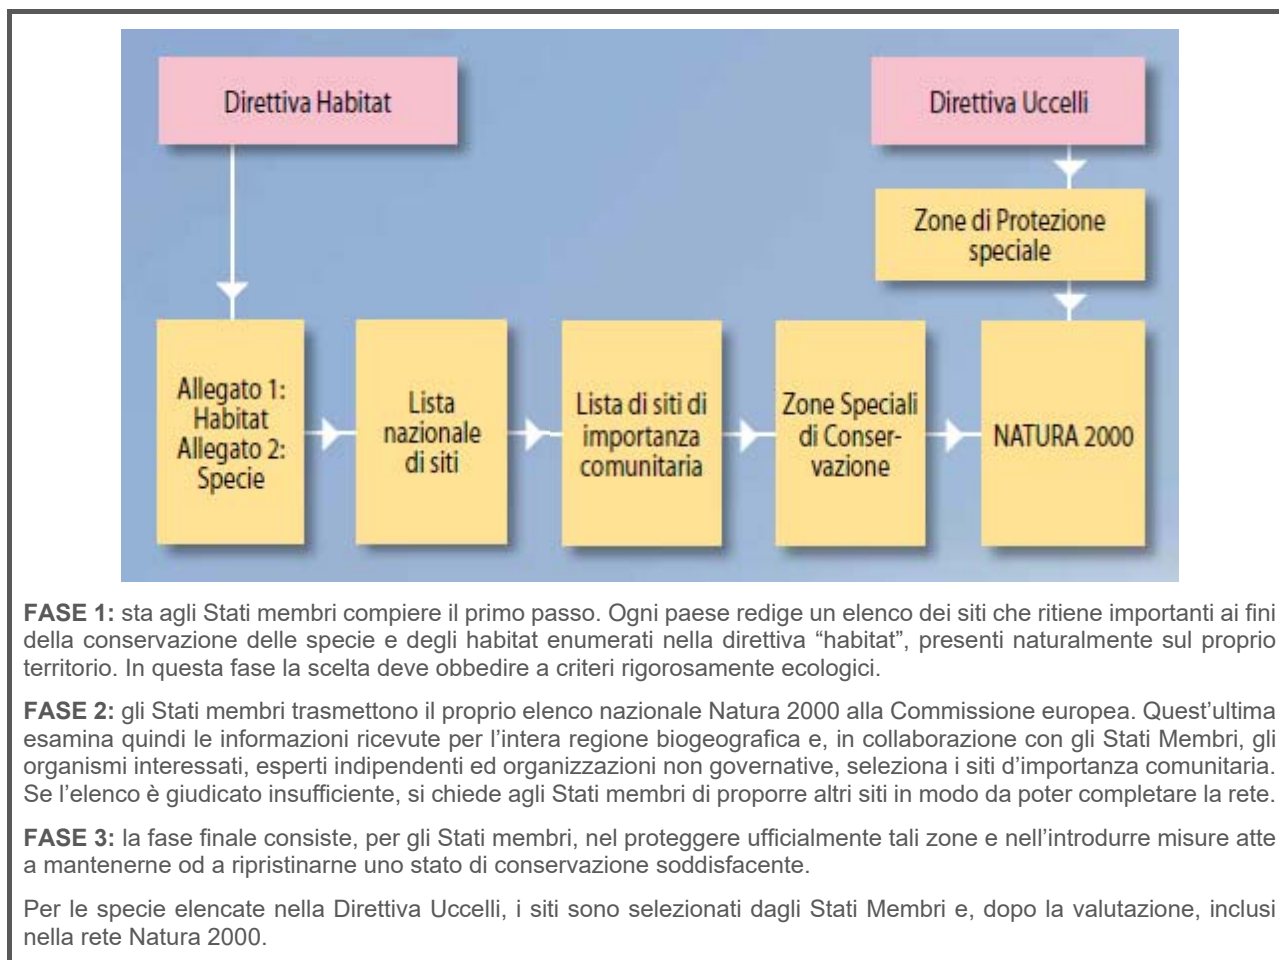 Direttiva Habitat
Direttiva Uccelli
Zone di Protezione
speciale
Allegato 1:
Habitat
Allegato 2:
Specie
Lista
nazionale
di siti
Lista di siti di
importanza
comunitaria
Zone Speciali
di Conser-
vazione
NATURA 2000
FASE 1: sta agli Stati membri compiere il primo passo. Ogni paese redige un elenco dei siti che ritiene importanti ai fini
della conservazione delle specie e degli habitat enumerati nella direttiva “habitat”, presenti naturalmente sul proprio
territorio. In questa fase la scelta deve obbedire a criteri rigorosamente ecologici.
FASE 2: gli Stati membri trasmettono il proprio elenco nazionale Natura 2000 alla Commissione europea. Quest’ultima
esamina quindi le informazioni ricevute per l’intera regione biogeografica e, in collaborazione con gli Stati Membri, gli
organismi interessati, esperti indipendenti ed organizzazioni non governative, seleziona i siti d’importanza comunitaria.
Se l’elenco è giudicato insufficiente, si chiede agli Stati membri di proporre altri siti in modo da poter completare la rete.
FASE 3: la fase finale consiste, per gli Stati membri, nel proteggere ufficialmente tali zone e nell’introdurre misure atte
a mantenerne od a ripristinarne uno stato di conservazione soddisfacente.
Per le specie elencate nella Direttiva Uccelli, i siti sono selezionati dagli Stati Membri e, dopo la valutazione, inclusi
nella rete Natura 2000.